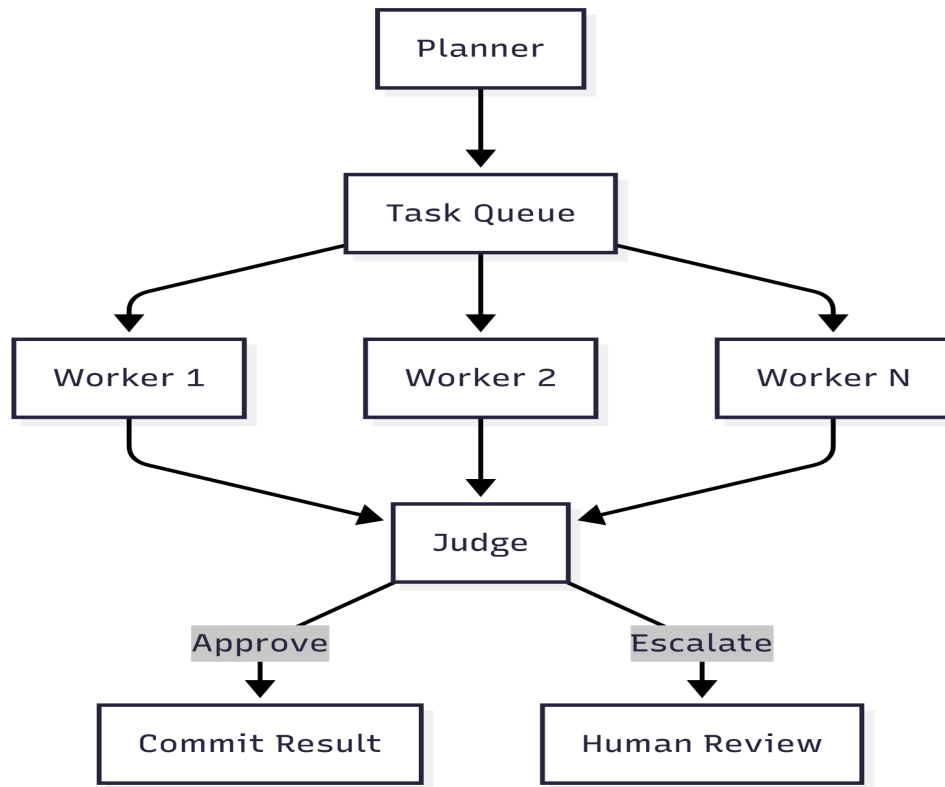 Planner
Task Queue
Worker 1
Worker 2
Worker N
Judge
Approve
Escalate
Commit Result
Human Review